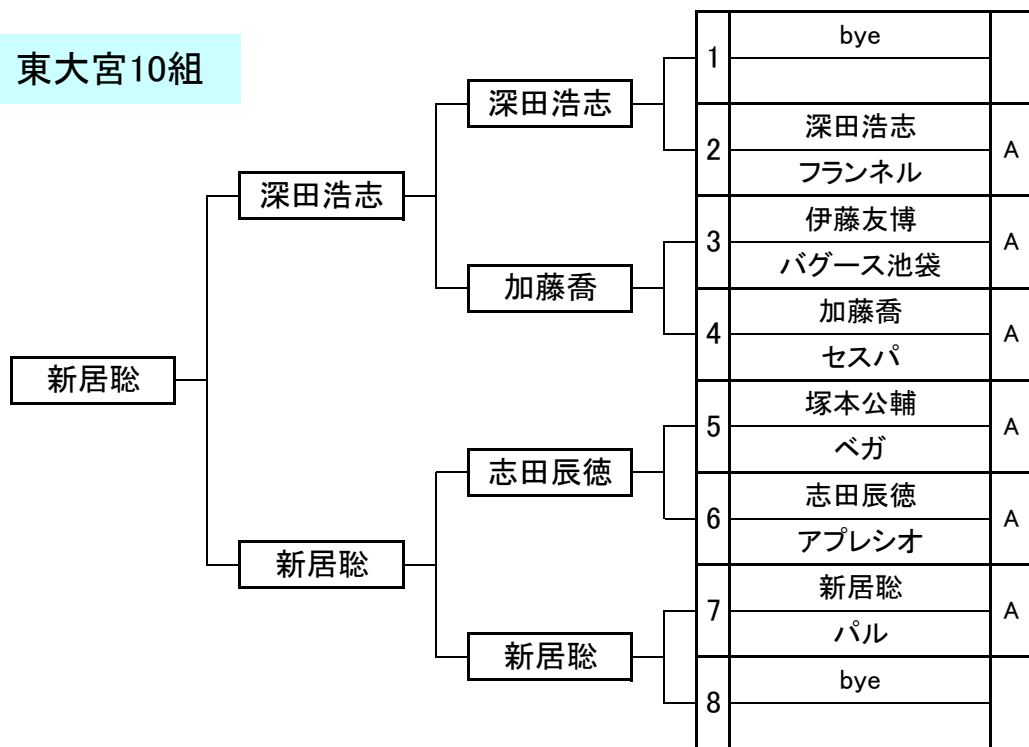 東大宮10組
新居聡
深田浩志
新居聡
深田浩志
加藤喬
志田辰徳
新居聡
1
bye
2
深田浩志
フランネル
A
3
伊藤友博
バグース池袋
A
4
加藤喬
セスパ
A
5
塚本公輔
ベガ
A
6
志田辰徳
アプレシオ
A
7
新居聡
パル
A
8
bye